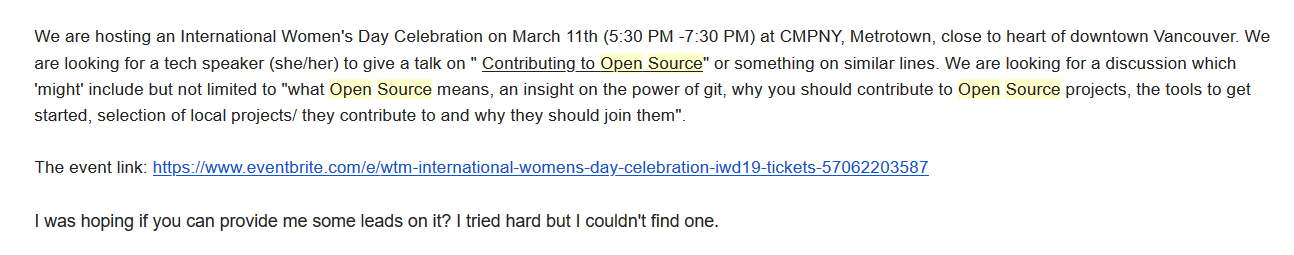 We are hosting an International Women's Day Celebration on March 11th (5:30 PM -7:30 PM) at CMPNY, Metrotown, close to heart of downtown Vancouver. We
are looking for a tech speaker (she/her) to give a talk on " Contributing to Open Source" or something on similar lines. We are looking for a discussion which
'might' include but not limited to "what Open Source means, an insight on the power of git, why you should contribute to Open Source projects, the tools to get
started, selection of local projects/ they contribute to and why they should join them".
The event link: https://www.eventbrite.com/e/wtm-international-womens-day-celebration-iwd19-tickets-57062203587
I was hoping if you can provide me some leads on it? I tried hard but I couldn't find one.